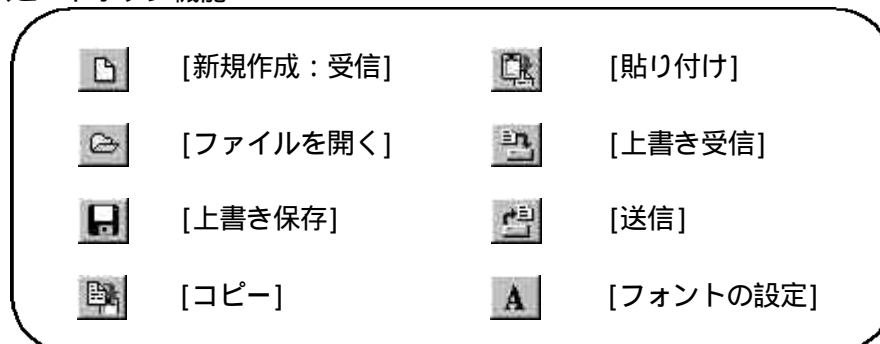 機能
[新規作成：受信]
[貼り付け]
[ファイルを開く]
[上書き受信]
[上書き保存]
[送信]
[コピー]
A
[フォントの設定]